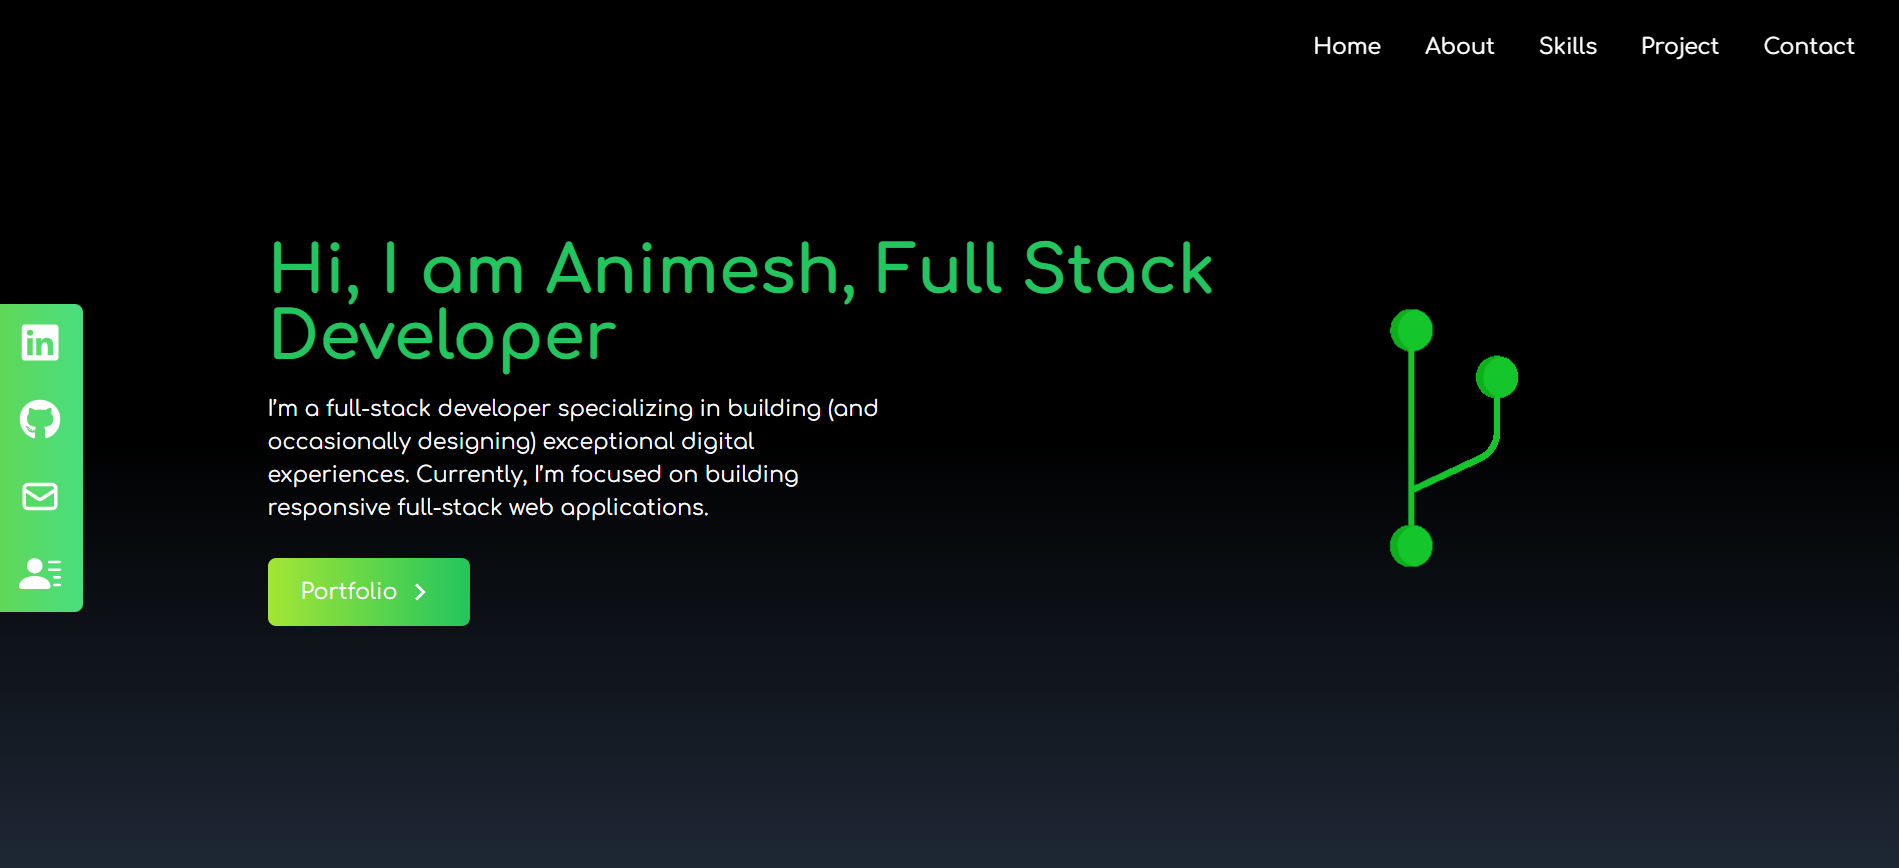 Home About Skills Project Contact
Hi, I am Animesh, Full Stack
Developer
I’m a full-stack developer specializing in building (and
occasionally designing) exceptional digital
experiences. Currently, I’m focused on building
responsive full-stack web applications.
Portfolio